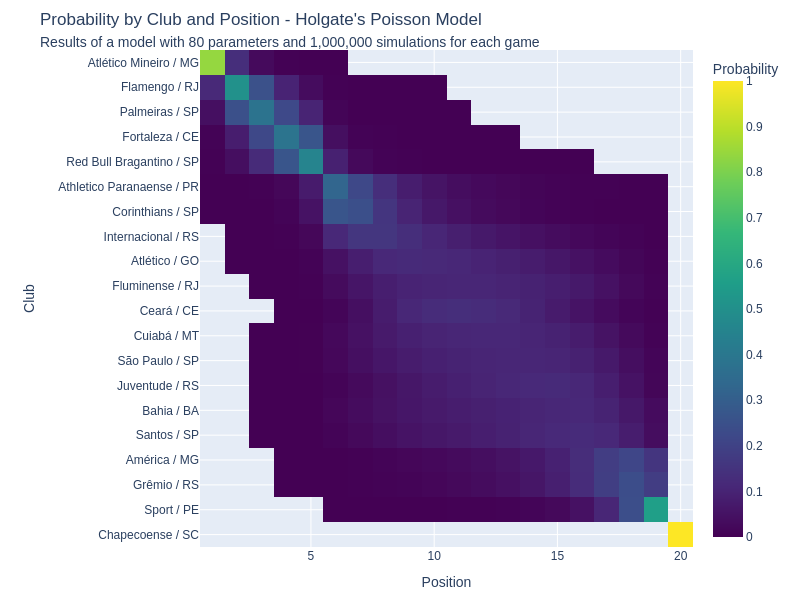 Probability by Club and Position - Holgate's Poisson Model
Results of a model with 80 parameters and 1,000,000 simulations for each game
Probability
Club
Atlético Mineiro / MG
Flamengo / RJ
Palmeiras / SP
Fortaleza / CE
Red Bull Bragantino / SP
Athletico Paranaense / PR
Corinthians / SP
Internacional / RS
Atlético / GO
Fluminense / RJ
Ceará / CE
Cuiabá / MT
São Paulo / SP
Juventude / RS
Bahia / BA
Santos / SP
América / MG
Grêmio / RS
Sport / PE
Chapecoense / SC
5
10
15
20
Position
1
0.9
0.8
0.7
0.6
0.5
0.4
0.3
0.2
0.1
0